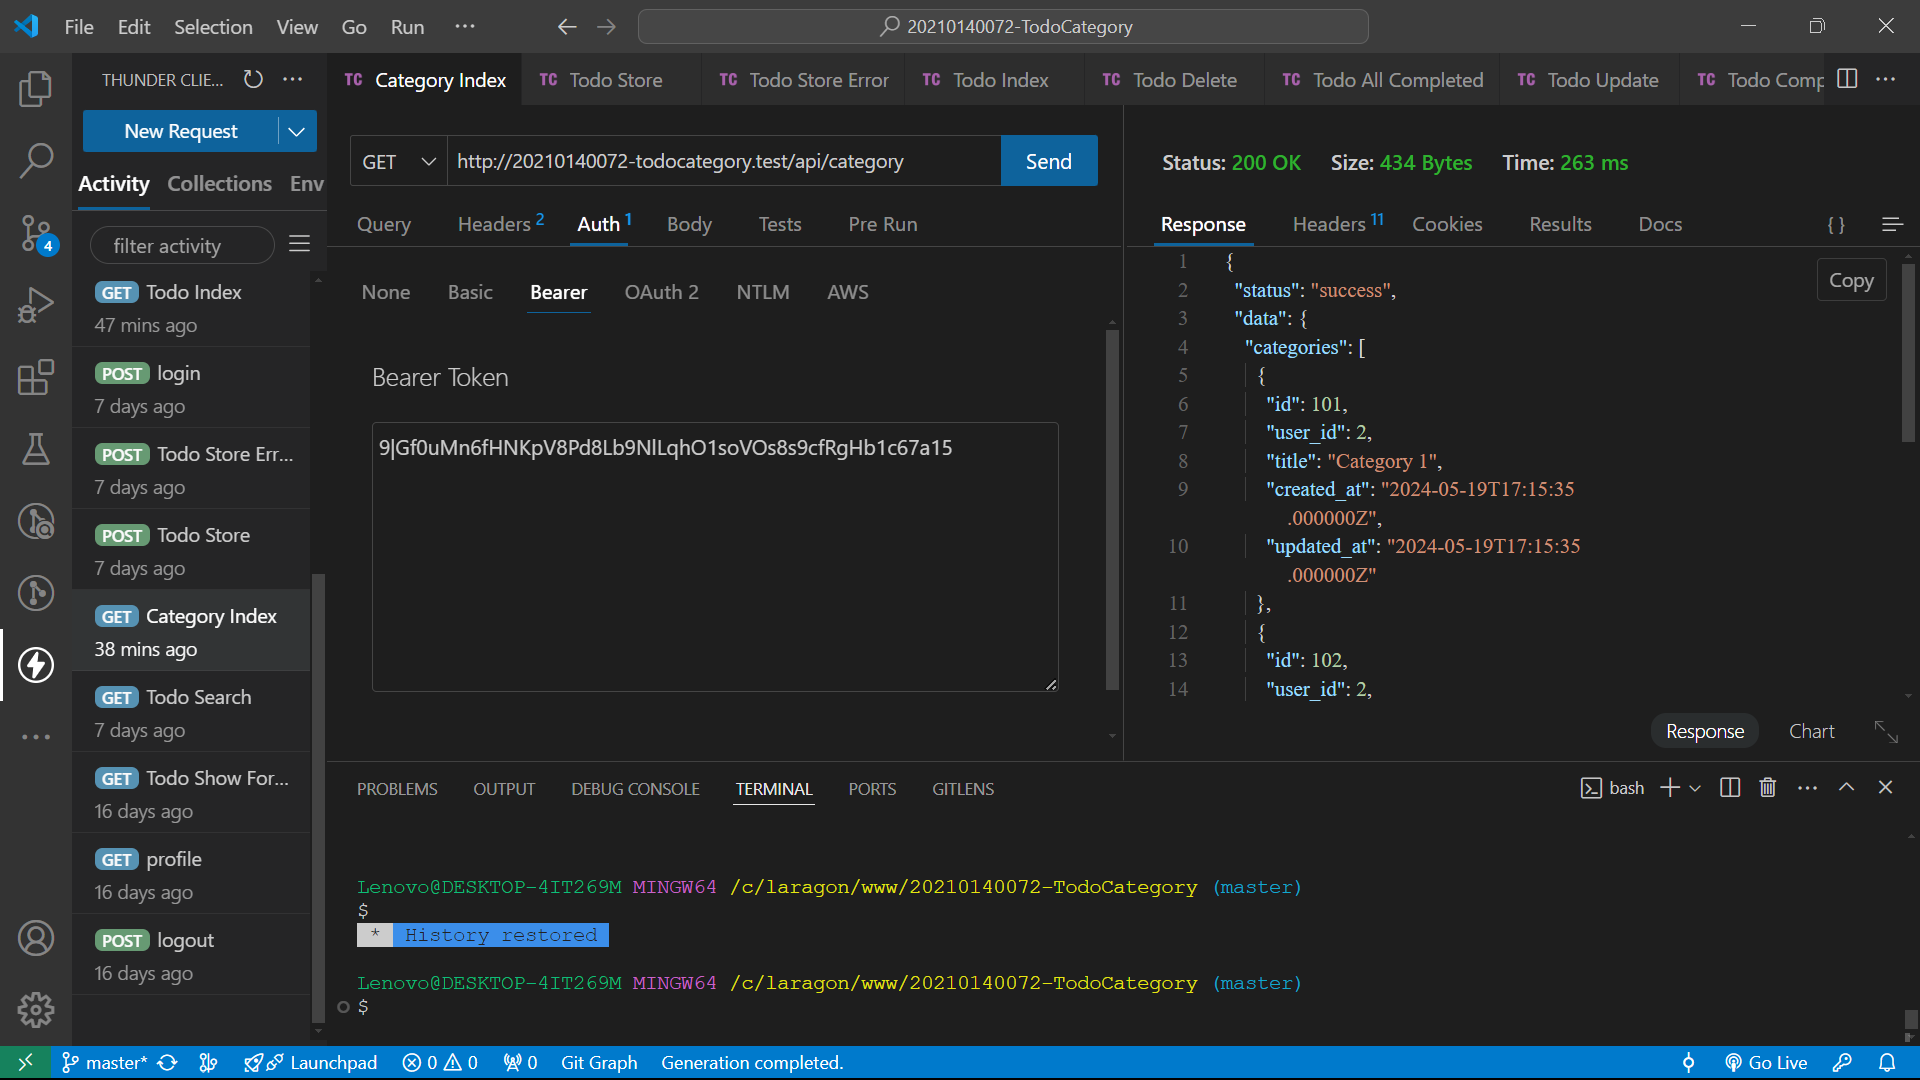 File Edit Selection View Go Run ···
20210140072-TodoCategory
THUNDER CLIE...
TC Category Index
TC Todo Store
TC Todo Store Error
TC Todo Index
TC Todo Delete
TC Todo All Completed
TC Todo Update
TC Todo Comp
New Request
Activity Collections Env
filter activity
GET Todo Index
47 mins ago
POST login
7 days ago
POST Todo Store Err...
7 days ago
POST Todo Store
7 days ago
GET Category Index
38 mins ago
GET Todo Search
7 days ago
GET Todo Show For...
16 days ago
GET profile
16 days ago
POST logout
16 days ago
4
GET http://20210140072-todocategory.test/api/category Send
Query Headers 2 Auth 1 Body Tests Pre Run
None Basic Bearer OAuth 2 NTLM AWS
Bearer Token
9|Gf0uMn6fHNKpV8Pd8Lb9NlLqhO1soVOs8s9cfRgHb1c67a15
Status: 200 OK Size: 434 Bytes Time: 263 ms
Response Headers 11 Cookies Results Docs { }
Copy
1 {
2 "status": "success",
3 "data": {
4 "categories": [
5 {
6 "id": 101,
7 "user_id": 2,
8 "title": "Category 1",
9 "created_at": "2024-05-19T17:15:35
.000000Z",
10 "updated_at": "2024-05-19T17:15:35
.000000Z"
11 },
12 {
13 "id": 102,
14 "user_id": 2,
Response Chart
PROBLEMS OUTPUT DEBUG CONSOLE TERMINAL PORTS GITLENS
bash
Lenovo@DESKTOP-4IT269M MINGW64 /c/laragon/www/20210140072-TodoCategory (master)
$
* History restored
Lenovo@DESKTOP-4IT269M MINGW64 /c/laragon/www/20210140072-TodoCategory (master)
$
master* Launchpad 0 0 0 Git Graph Generation completed. Go Live